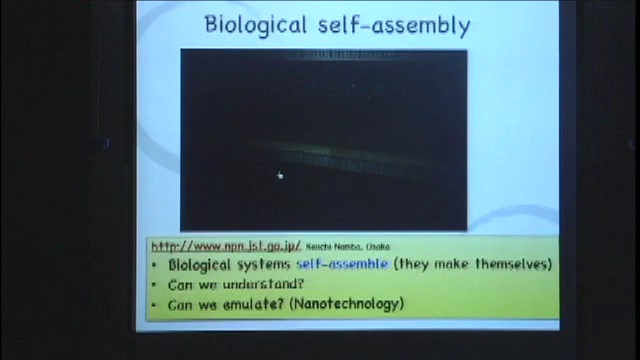 Biological self-assembly
http://www.npn.jst.go.jp/ Keiichi Namba, Osaka
• Biological systems self-assemble (they make themselves)
• Can we understand?
• Can we emulate? (Nanotechnology)